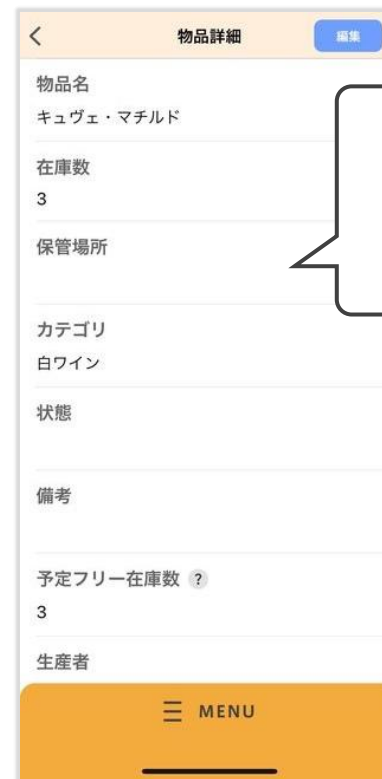 物品詳細
編集
物品名
キュヴェ・マチルド
在庫数
3
保管場所
カテゴリ
白ワイン
状態
備考
予定フリー在庫数 ?
3
生産者
MENU